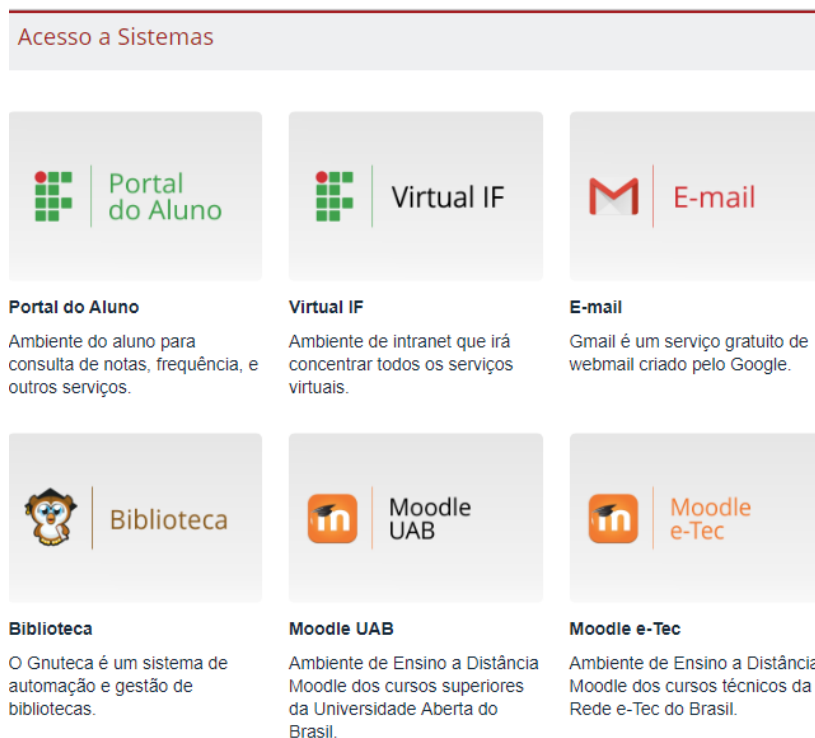 Acesso a Sistemas
Portal
do Aluno
Virtual IF
E-mail
Portal do Aluno
Ambiente do aluno para
consulta de notas, frequência, e
outros serviços.
Virtual IF
Ambiente de intranet que irá
concentrar todos os serviços
virtuais.
E-mail
Gmail é um serviço gratuito de
webmail criado pelo Google.
Biblioteca
Moodle
UAB
Moodle
e-Tec
Biblioteca
O Gnuteca é um sistema de
automação e gestão de
bibliotecas.
Moodle UAB
Ambiente de Ensino a Distância
Moodle dos cursos superiores
da Universidade Aberta do
Brasil.
Moodle e-Tec
Ambiente de Ensino a Distância
Moodle dos cursos técnicos da
Rede e-Tec do Brasil.